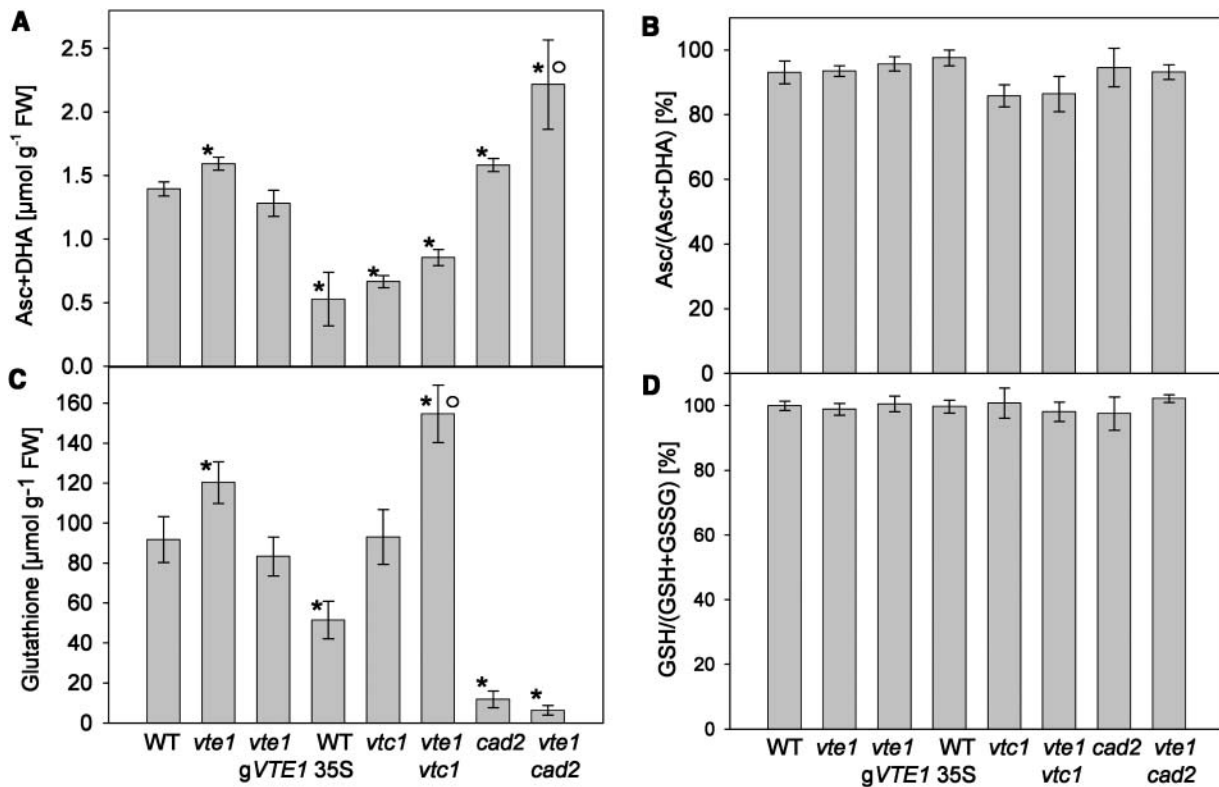 A
Asc+DHA [µmol g⁻¹ FW]
2.5
2.0
1.5
1.0
0.5
0.0
*
*
*
*
*
* o
B
Asc/(Asc+DHA) [%]
100
80
60
40
20
0
C
Glutathione [µmol g⁻¹ FW]
160
140
120
100
80
60
40
20
0
*
*
* o
*
*
WT vte1 vte1 WT vtc1 vte1 cad2 vte1
gVTE1 35S vtc1 cad2
D
GSH/(GSH+GSSG) [%]
100
80
60
40
20
0
WT vte1 vte1 WT vtc1 vte1 cad2 vte1
gVTE1 35S vtc1 cad2